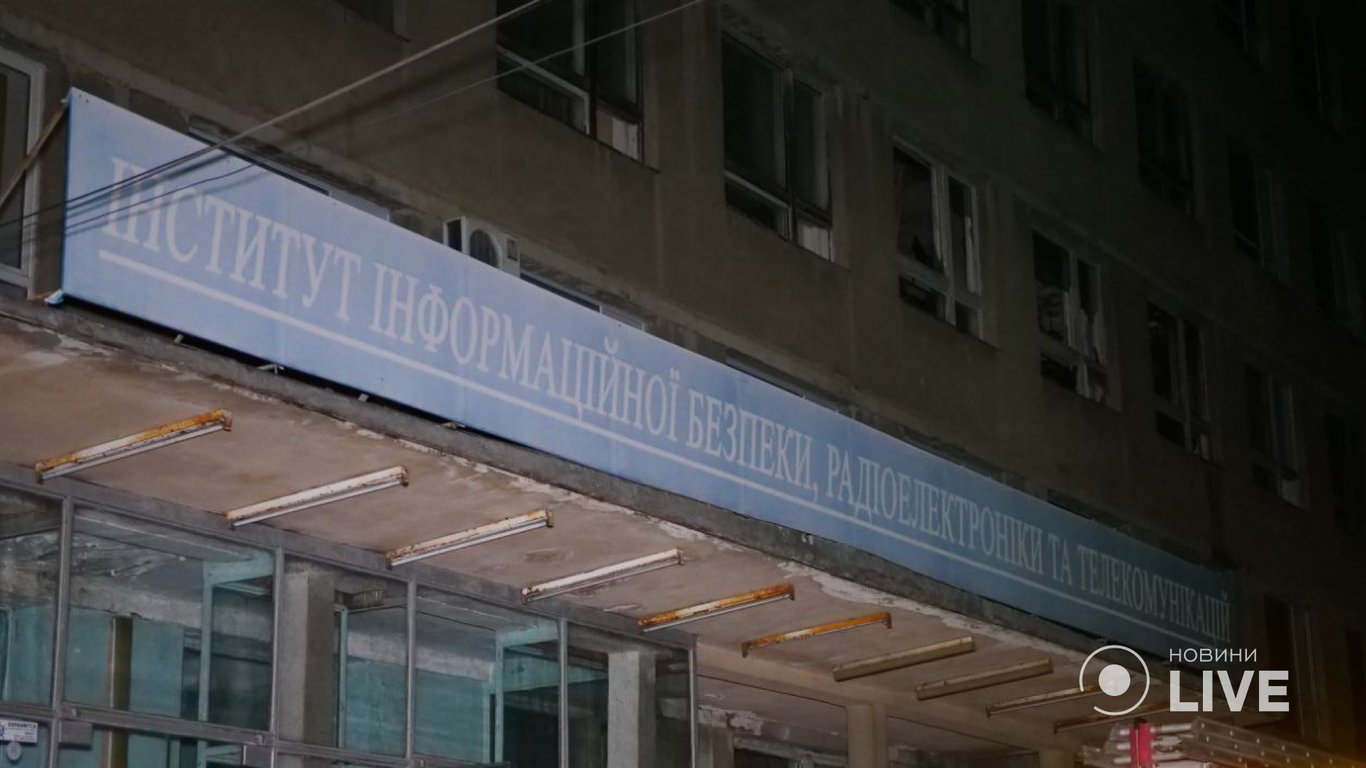 ІНСТИТУТ ІНФОРМАЦІЙНОЇ БЕЗПЕКИ, РАДІОЕЛЕКТРОНІКИ ТА ТЕЛЕКОМУНІКАЦІЙ
НОВИНИ
LIVE